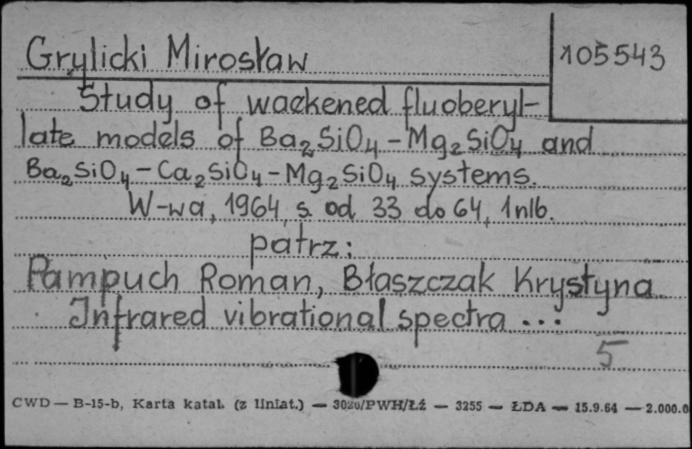 Grylicki Mirosław
105543
Study of wackened fluoberyl-
late models of Ba₂SiO₄-Mg₂SiO₄ and
Ba₂SiO₄-Ca₂SiO₄-Mg₂SiO₄ systems.
W-wa, 1964, s. od 33 do 64, 1 nlb.
patrz:
Pampuch Roman, Błaszczak Krystyna
Infrared vibrational spectra ...
5
CWD — B-15-b, Karta katal. (z liniat.) — 3020/PWH/Łź — 3255 — ŁDA — 15.9.64 — 2.000.0